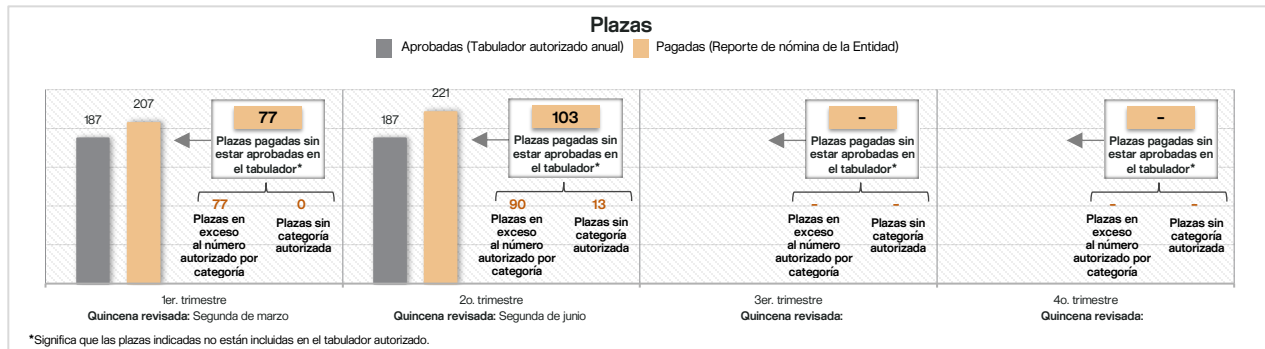 Plazas
Aprobadas (Tabulador autorizado anual) Pagadas (Reporte de nómina de la Entidad)
187
207
77
Plazas pagadas sin
estar aprobadas en
el tabulador*
77
Plazas en
exceso
al número
autorizado por
categoría
0
Plazas sin
categoría
autorizada
1er. trimestre
Quincena revisada: Segunda de marzo
187
221
103
Plazas pagadas sin
estar aprobadas en
el tabulador*
90
Plazas en
exceso
al número
autorizado por
categoría
13
Plazas sin
categoría
autorizada
2o. trimestre
Quincena revisada: Segunda de junio
-
Plazas pagadas sin
estar aprobadas en
el tabulador*
-
Plazas en
exceso
al número
autorizado por
categoría
-
Plazas sin
categoría
autorizada
3er. trimestre
Quincena revisada:
-
Plazas pagadas sin
estar aprobadas en
el tabulador*
-
Plazas en
exceso
al número
autorizado por
categoría
-
Plazas sin
categoría
autorizada
4o. trimestre
Quincena revisada:
*Significa que las plazas indicadas no están incluidas en el tabulador autorizado.